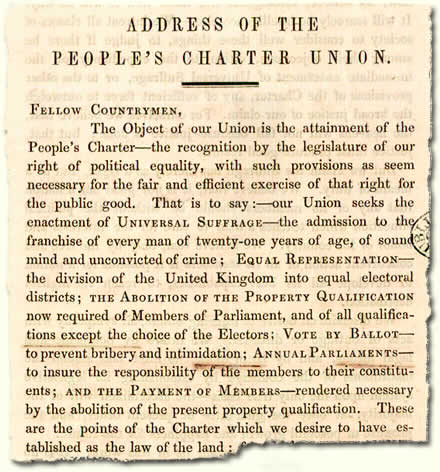 ADDRESS OF THE
PEOPLE'S CHARTER UNION.
FELLOW COUNTRYMEN,
The Object of our Union is the attainment of the
People's Charter—the recognition by the legislature of our
right of political equality, with such provisions as seem
necessary for the fair and efficient exercise of that right for
the public good. That is to say:—our Union seeks the
enactment of UNIVERSAL SUFFRAGE—the admission to the
franchise of every man of twenty-one years of age, of sound
mind and unconvicted of crime; EQUAL REPRESENTATION—
the division of the United Kingdom into equal electoral
districts; THE ABOLITION OF THE PROPERTY QUALIFICATION
now required of Members of Parliament, and of all qualifica-
tions except the choice of the Electors; VOTE BY BALLOT—
to prevent bribery and intimidation; ANNUAL PARLIAMENTS—
to insure the responsibility of the members to their constitu-
ents; AND THE PAYMENT OF MEMBERS—rendered necessary
by the abolition of the present property qualification. These
are the points of the Charter which we desire to have es-
tablished as the law of the land: